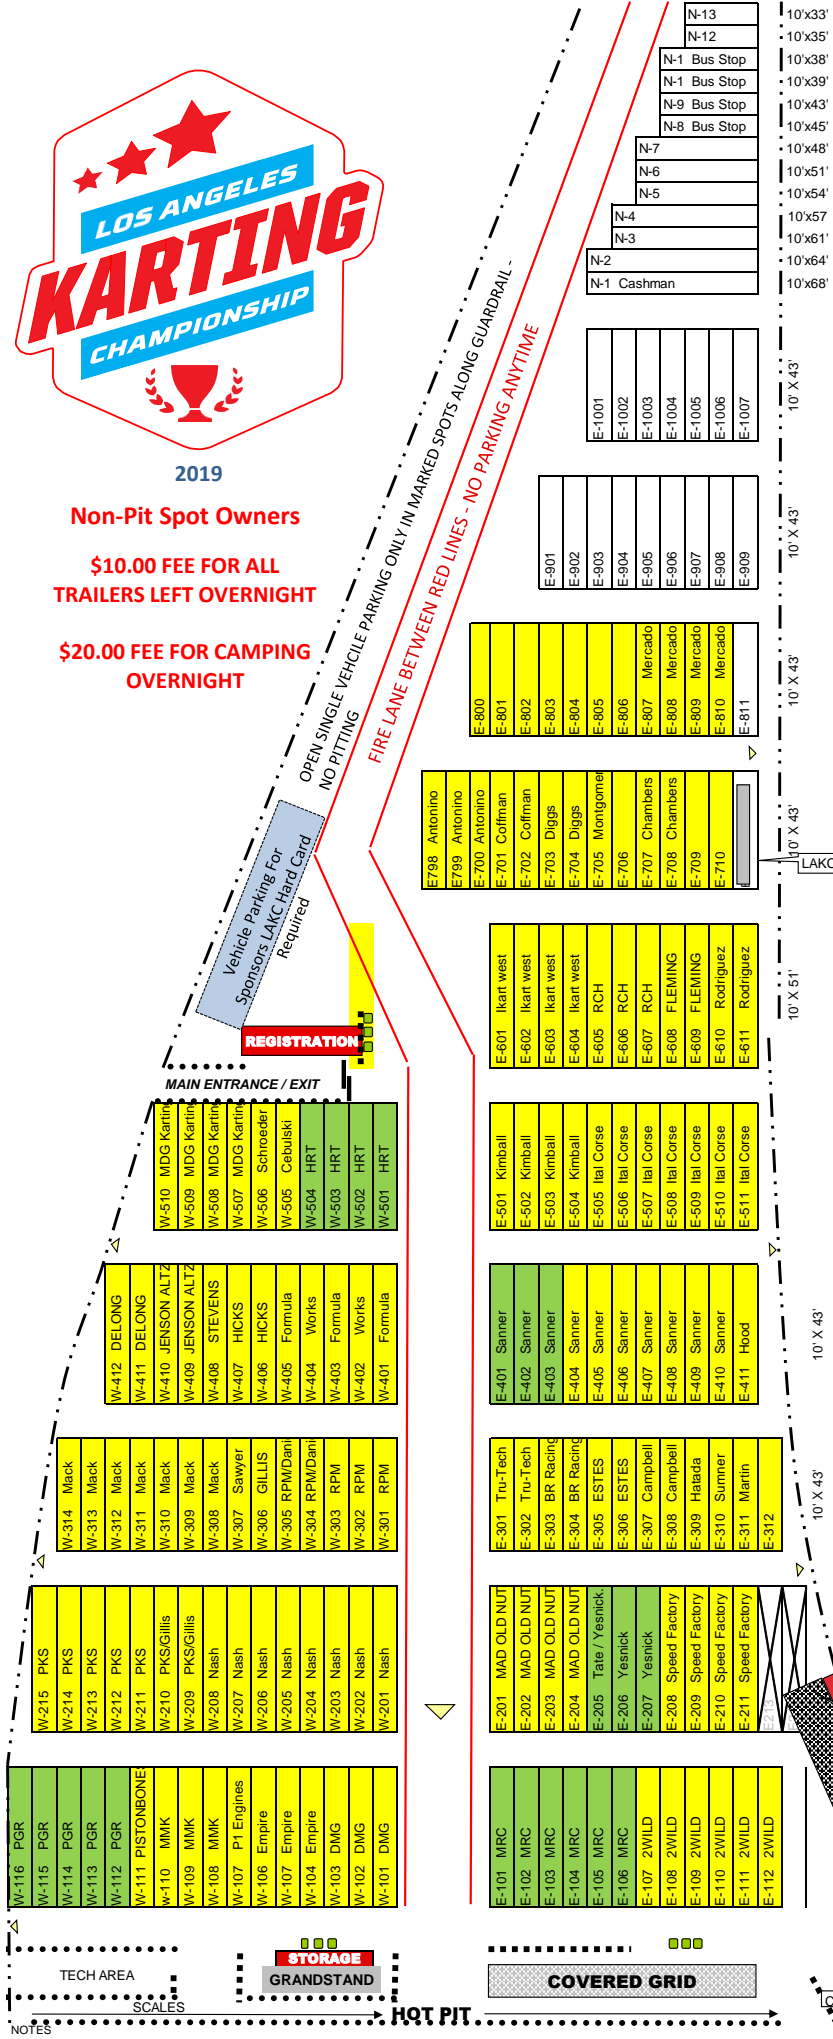 N-13 10'x33'
N-12 10'x35'
N-1 Bus Stop 10'x38'
N-1 Bus Stop 10'x39'
N-9 Bus Stop 10'x43'
N-8 Bus Stop 10'x45'
N-7 10'x48'
N-6 10'x51'
N-5 10'x54'
N-4 10'x57
N-3 10'x61'
N-2 10'x64'
N-1 Cashman 10'x68'
LOS ANGELES
KARTING
CHAMPIONSHIP
2019
Non-Pit Spot Owners
$10.00 FEE FOR ALL
TRAILERS LEFT OVERNIGHT
$20.00 FEE FOR CAMPING
OVERNIGHT
OPEN SINGLE VEHCILE PARKING ONLY IN MARKED SPOTS ALONG GUARDRAIL -
NO PITTING
FIRE LANE BETWEEN RED LINES - NO PARKING ANYTIME
E-1001
E-1002
E-1003
E-1004
E-1005
E-1006
E-1007
10' X 43'
E-901
E-902
E-903
E-904
E-905
E-906
E-907
E-908
E-909
10' X 43'
E-800
E-801
E-802
E-803
E-804
E-805
E-806
E-807 Mercado
E-808 Mercado
E-809 Mercado
E-810 Mercado
E-811
10' X 43'
E798 Antonino
E799 Antonino
E-700 Antonino
E-701 Coffman
E-702 Coffman
E-703 Diggs
E-704 Diggs
E-705 Montgomer
E-706
E-707 Chambers
E-708 Chambers
E-709
E-710
10' X 43'
LAKC
Vehicle Parking For
Sponsors LAKC Hard Card
Required
E-601 Ikart west
E-602 Ikart west
E-603 Ikart west
E-604 Ikart west
E-605 RCH
E-606 RCH
E-607 RCH
E-608 FLEMING
E-609 FLEMING
E-610 Rodriguez
E-611 Rodriguez
10' X 51'
REGISTRATION
MAIN ENTRANCE / EXIT
W-510 MDG Karting
W-509 MDG Karting
W-508 MDG Karting
W-507 MDG Karting
W-506 Schroeder
W-505 Cebulski
W-504 HRT
W-503 HRT
W-502 HRT
W-501 HRT
E-501 Kimball
E-502 Kimball
E-503 Kimball
E-504 Kimball
E-505 Ital Corse
E-506 Ital Corse
E-507 Ital Corse
E-508 Ital Corse
E-509 Ital Corse
E-510 Ital Corse
E-511 Ital Corse
W-412 DELONG
W-411 DELONG
W-410 JENSON ALTZ
W-409 JENSON ALTZ
W-408 STEVENS
W-407 HICKS
W-406 HICKS
W-405 Formula
W-404 Works
W-403 Formula
W-402 Works
W-401 Formula
E-401 Sanner
E-402 Sanner
E-403 Sanner
E-404 Sanner
E-405 Sanner
E-406 Sanner
E-407 Sanner
E-408 Sanner
E-409 Sanner
E-410 Sanner
E-411 Hood
10' X 43'
W-314 Mack
W-313 Mack
W-312 Mack
W-311 Mack
W-310 Mack
W-309 Mack
W-308 Mack
W-307 Sawyer
W-306 GILLIS
W-305 RPM/Dani
W-304 RPM/Dani
W-303 RPM
W-302 RPM
W-301 RPM
E-301 Tru-Tech
E-302 Tru-Tech
E-303 BR Racing
E-304 BR Racing
E-305 ESTES
E-306 ESTES
E-307 Campbell
E-308 Campbell
E-309 Hatada
E-310 Sumner
E-311 Martin
E-312
10' X 43'
W-215 PKS
W-214 PKS
W-213 PKS
W-212 PKS
W-211 PKS
W-210 PKS/Gillis
W-209 PKS/Gillis
W-208 Nash
W-207 Nash
W-206 Nash
W-205 Nash
W-204 Nash
W-203 Nash
W-202 Nash
W-201 Nash
E-201 MAD OLD NUT
E-202 MAD OLD NUT
E-203 MAD OLD NUT
E-204 MAD OLD NUT
E-205 Tate / Yesnick.
E-206 Yesnick
E-207 Yesnick
E-208 Speed Factory
E-209 Speed Factory
E-210 Speed Factory
E-211 Speed Factory
W-116 PGR
W-115 PGR
W-114 PGR
W-113 PGR
W-112 PGR
W-111 PISTONBONES
w-110 MMK
W-109 MMK
W-108 MMK
W-107 P1 Engines
W-106 Empire
W-107 Empire
W-104 Empire
W-103 DMG
W-102 DMG
W-101 DMG
E-101 MRC
E-102 MRC
E-103 MRC
E-104 MRC
E-105 MRC
E-106 MRC
E-107 2WILD
E-108 2WILD
E-109 2WILD
E-110 2WILD
E-111 2WILD
E-112 2WILD
TECH AREA
STORAGE
GRANDSTAND
COVERED GRID
SCALES
HOT PIT
NOTES